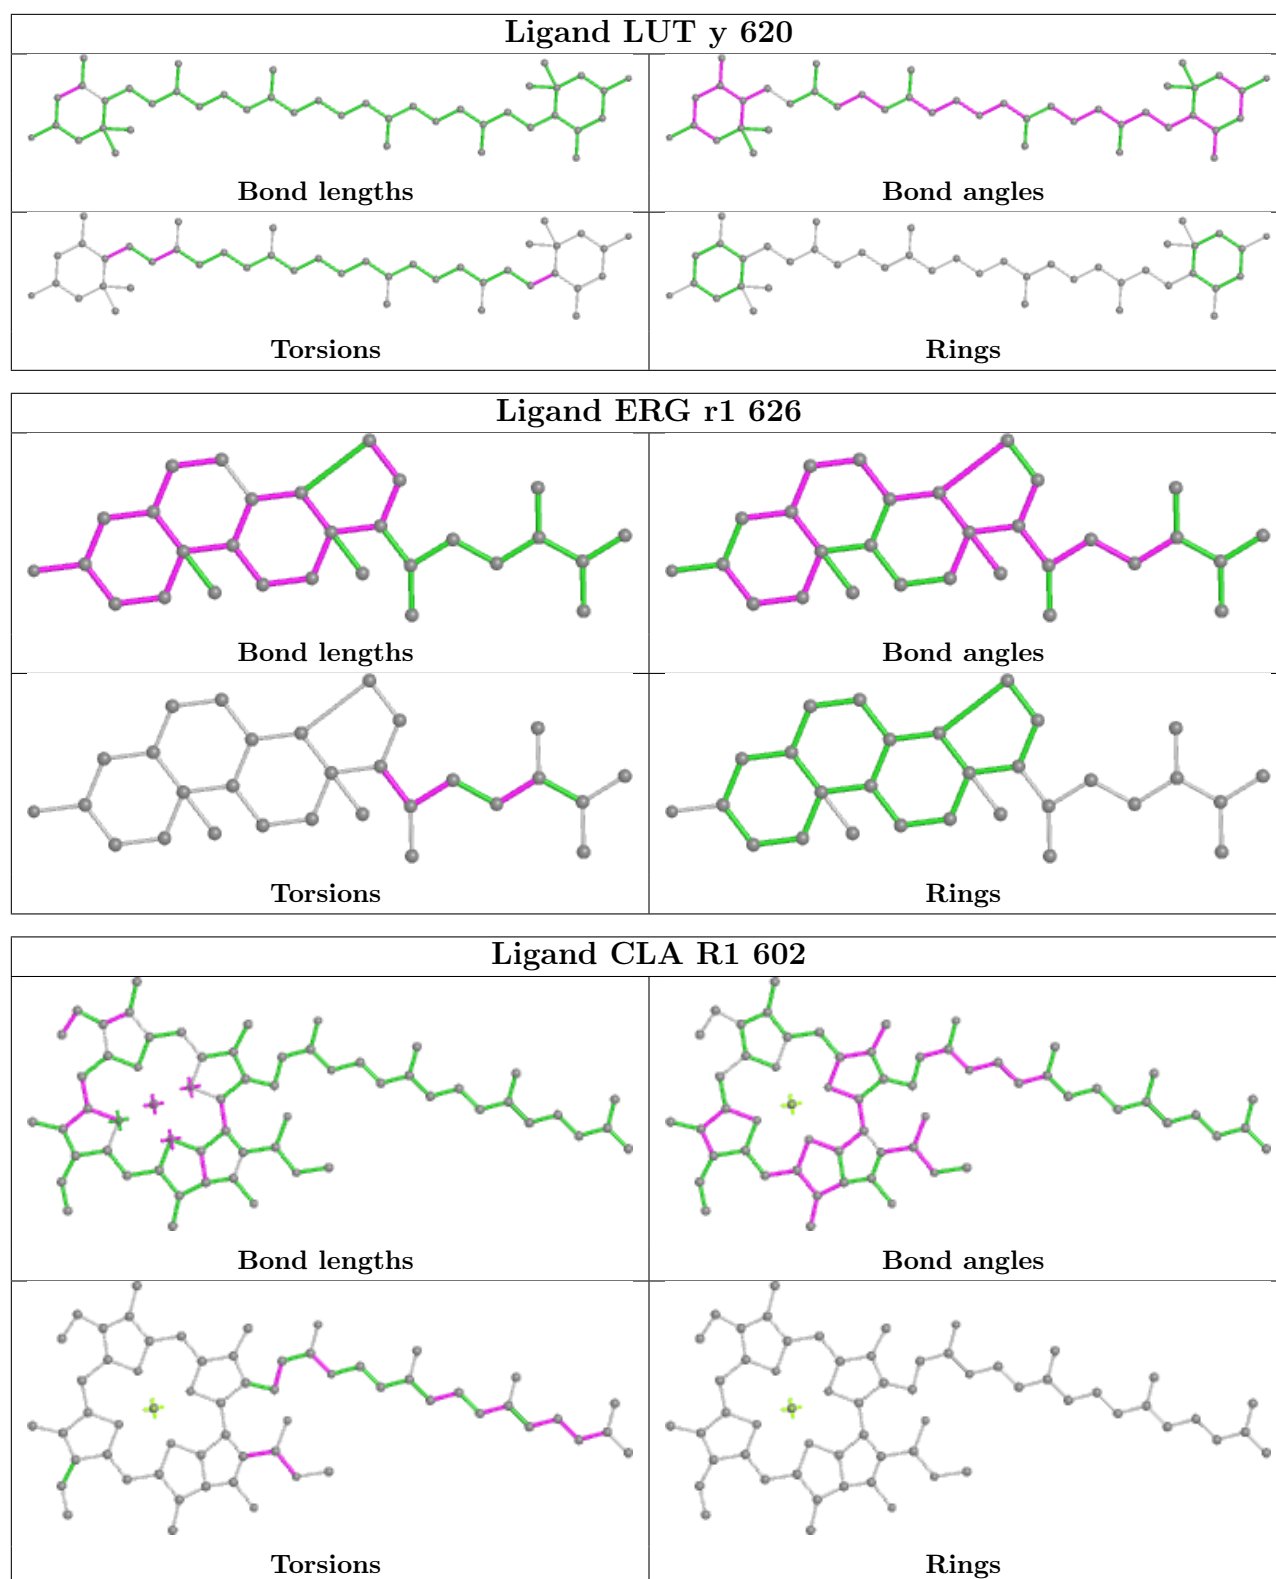 Ligand LUT y 620
Bond lengths
Bond angles
Torsions
Rings
Ligand ERG r1 626
Bond lengths
Bond angles
Torsions
Rings
Ligand CLA R1 602
Bond lengths
Bond angles
Torsions
Rings